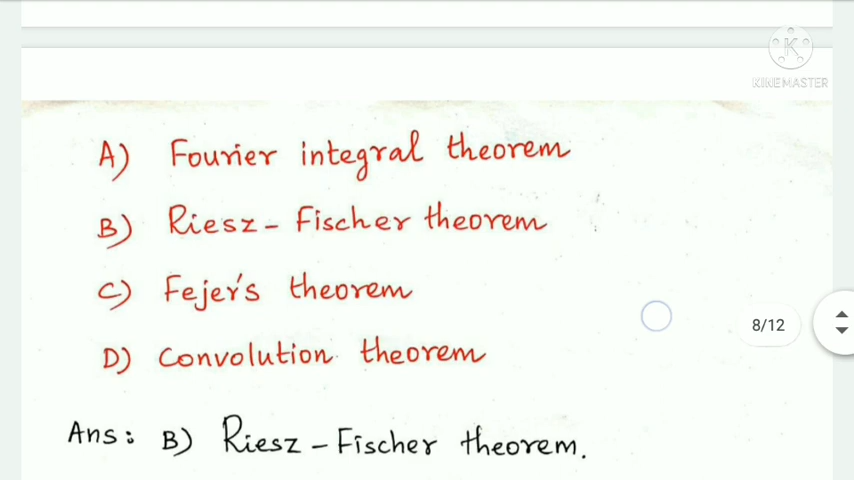 KINEMASTER
A) Fourier integral theorem
B) Riesz - Fischer theorem
C) Fejer's theorem
8/12
D) Convolution theorem
Ans: B) Riesz - Fischer theorem.